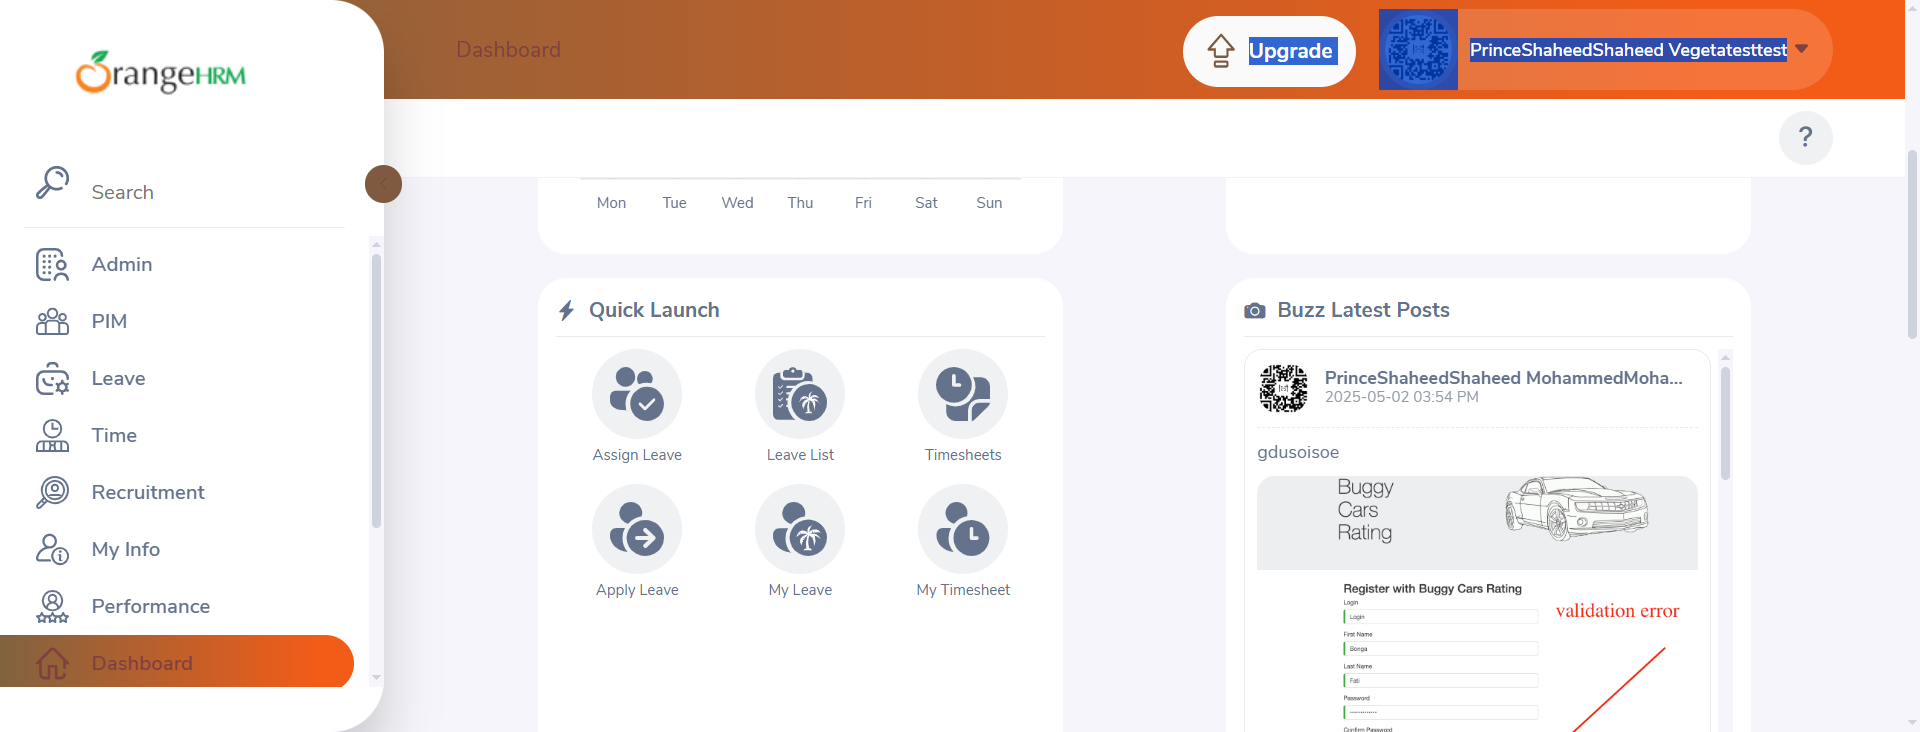 OrangeHRM
Dashboard
Upgrade
PrinceShaheedShaheed Vegetatesttest
?
Search
Admin
PIM
Leave
Time
Recruitment
My Info
Performance
Dashboard
Mon Tue Wed Thu Fri Sat Sun
Quick Launch
Assign Leave
Leave List
Timesheets
Apply Leave
My Leave
My Timesheet
Buzz Latest Posts
PrinceShaheedShaheed MohammedMoha...
2025-05-02 03:54 PM
gdusoisoe
Buggy
Cars
Rating
Register with Buggy Cars Rating
Login
Login
validation error
First Name
Bonga
Last Name
Fati
Password
Confirm Password